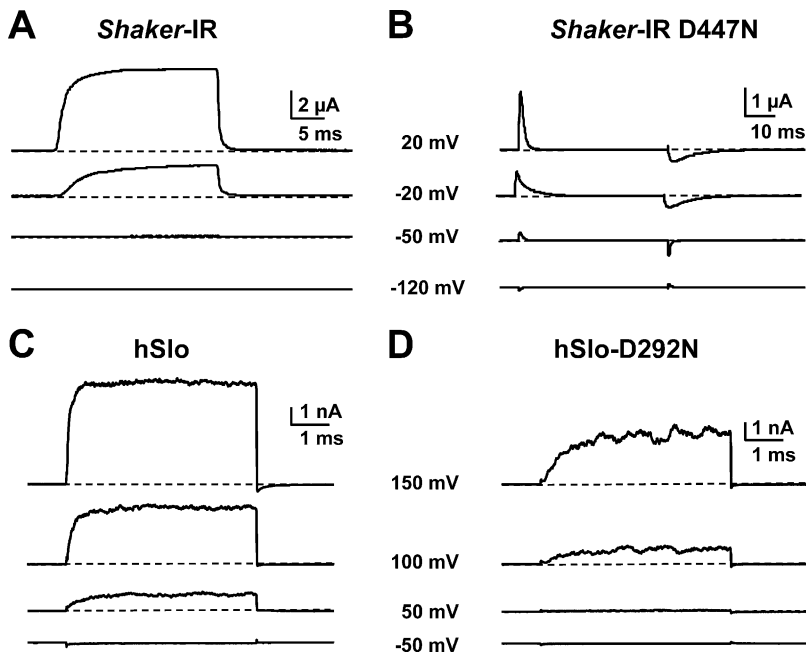 A
Shaker-IR
2 µA
5 ms
B
Shaker-IR D447N
1 µA
10 ms
20 mV
-20 mV
-50 mV
-120 mV
C
hSlo
1 nA
1 ms
D
hSlo-D292N
1 nA
1 ms
150 mV
100 mV
50 mV
-50 mV